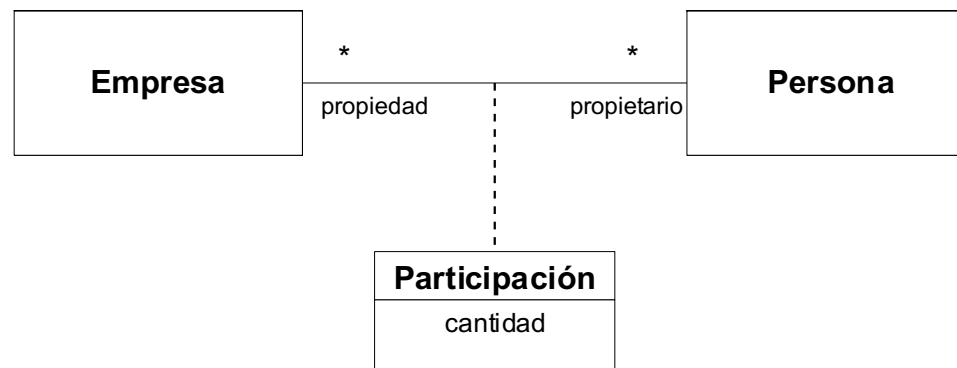 * *
Empresa Persona
propiedad propietario
Participación
cantidad